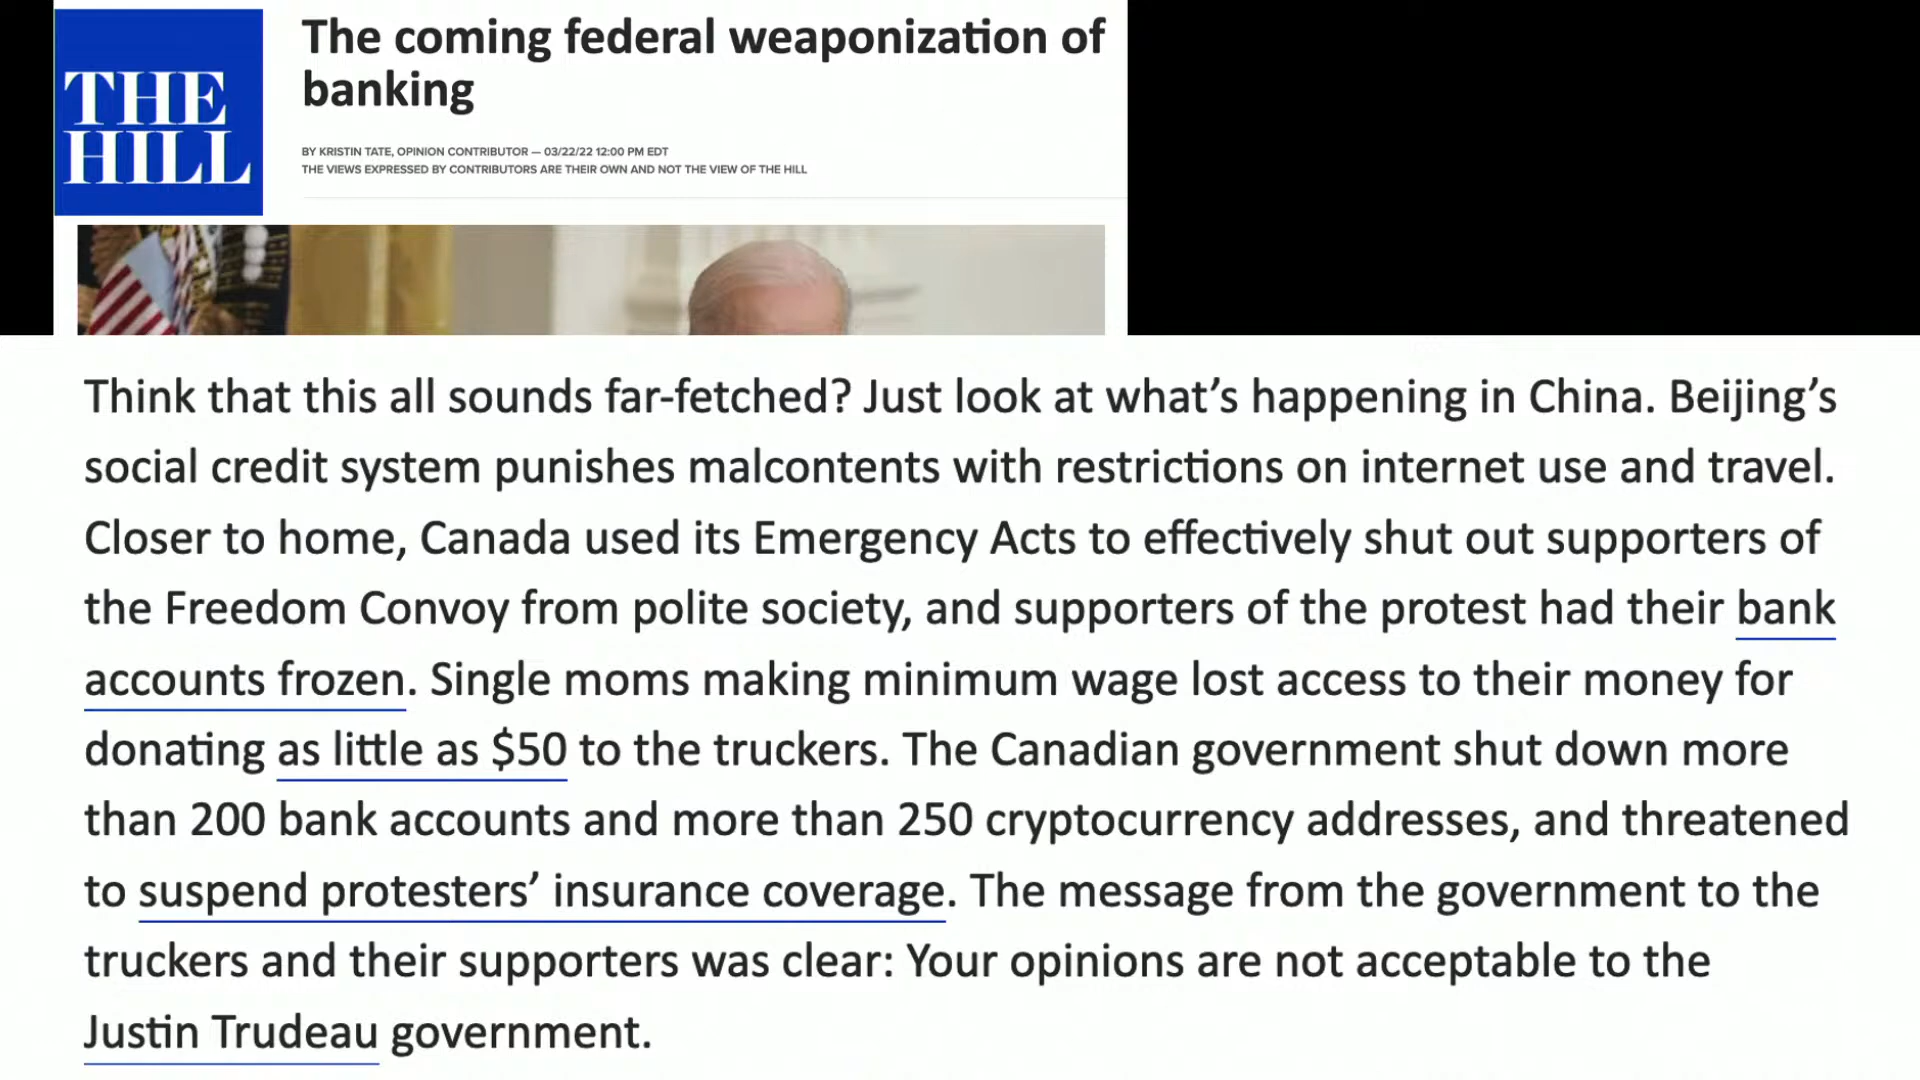 THE
HILL
The coming federal weaponization of
banking
BY KRISTIN TATE, OPINION CONTRIBUTOR — 03/22/22 12:00 PM EDT
THE VIEWS EXPRESSED BY CONTRIBUTORS ARE THEIR OWN AND NOT THE VIEW OF THE HILL
Think that this all sounds far-fetched? Just look at what’s happening in China. Beijing’s
social credit system punishes malcontents with restrictions on internet use and travel.
Closer to home, Canada used its Emergency Acts to effectively shut out supporters of
the Freedom Convoy from polite society, and supporters of the protest had their bank
accounts frozen. Single moms making minimum wage lost access to their money for
donating as little as $50 to the truckers. The Canadian government shut down more
than 200 bank accounts and more than 250 cryptocurrency addresses, and threatened
to suspend protesters’ insurance coverage. The message from the government to the
truckers and their supporters was clear: Your opinions are not acceptable to the
Justin Trudeau government.